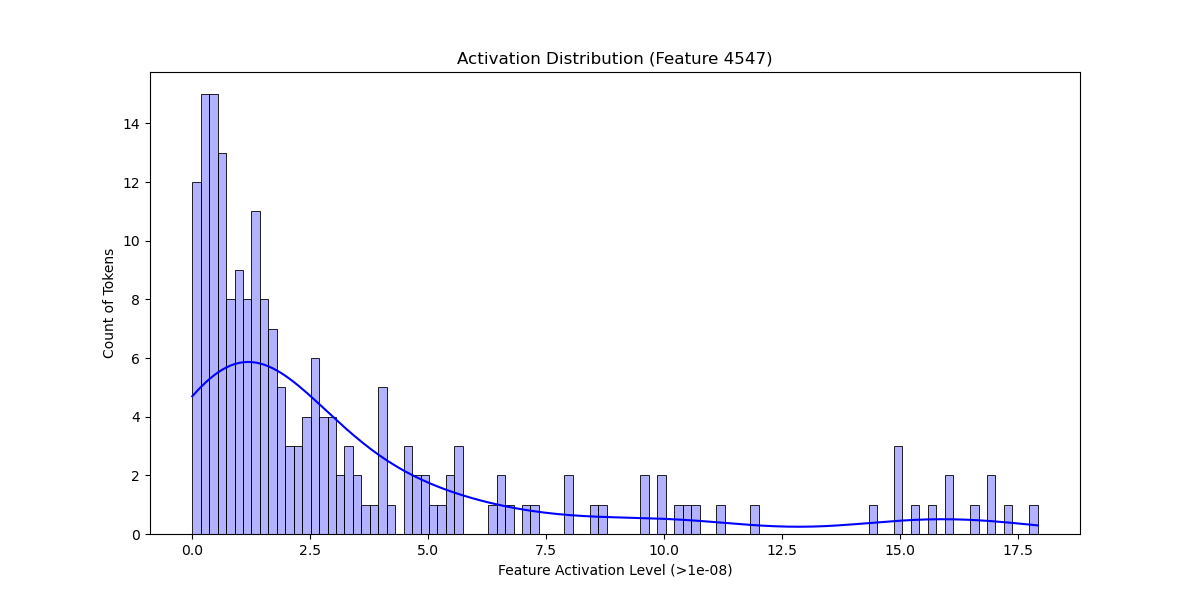 Activation Distribution (Feature 4547)
14
12
10
8
6
4
2
0
Count of Tokens
0.0 2.5 5.0 7.5 10.0 12.5 15.0 17.5
Feature Activation Level (>1e-08)